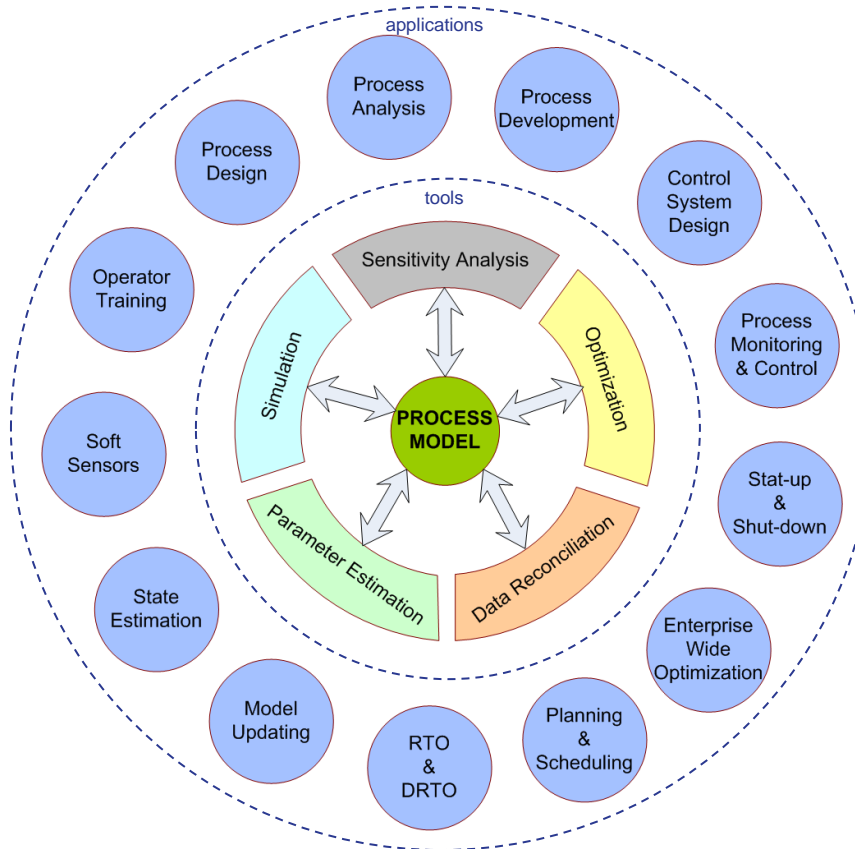 applications
Process
Analysis
Process
Development
Process
Design
Control
System
Design
tools
Sensitivity Analysis
Operator
Training
Simulation
Optimization
Process
Monitoring
& Control
PROCESS
MODEL
Soft
Sensors
Stat-up
&
Shut-down
Parameter Estimation
Data Reconciliation
State
Estimation
Enterprise
Wide
Optimization
Model
Updating
Planning
&
Scheduling
RTO
&
DRTO